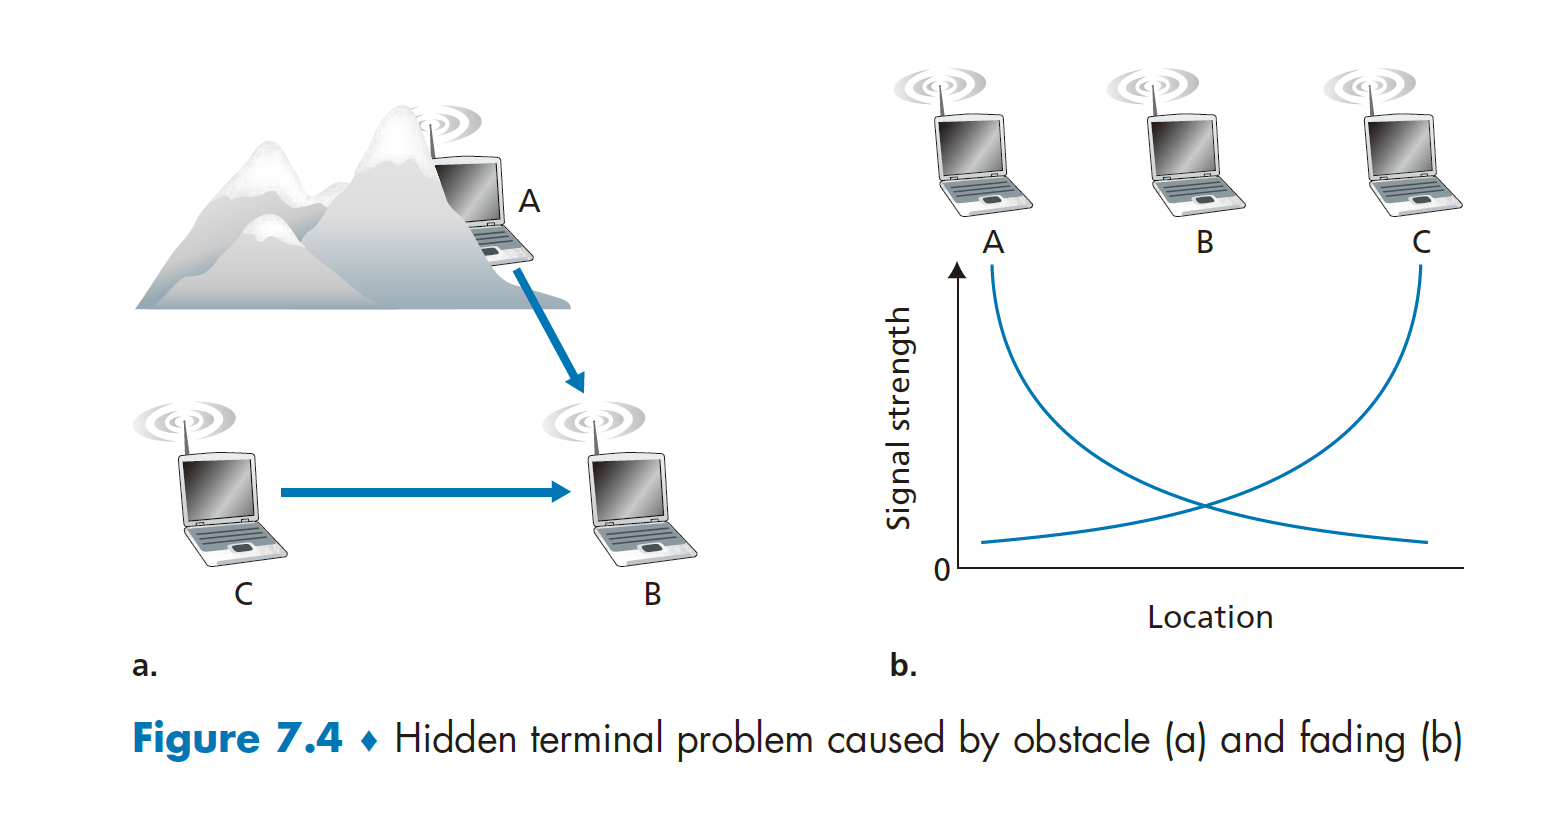 A
C
B
a.
A
B
C
Signal strength
0
Location
b.
Figure 7.4 ♦ Hidden terminal problem caused by obstacle (a) and fading (b)